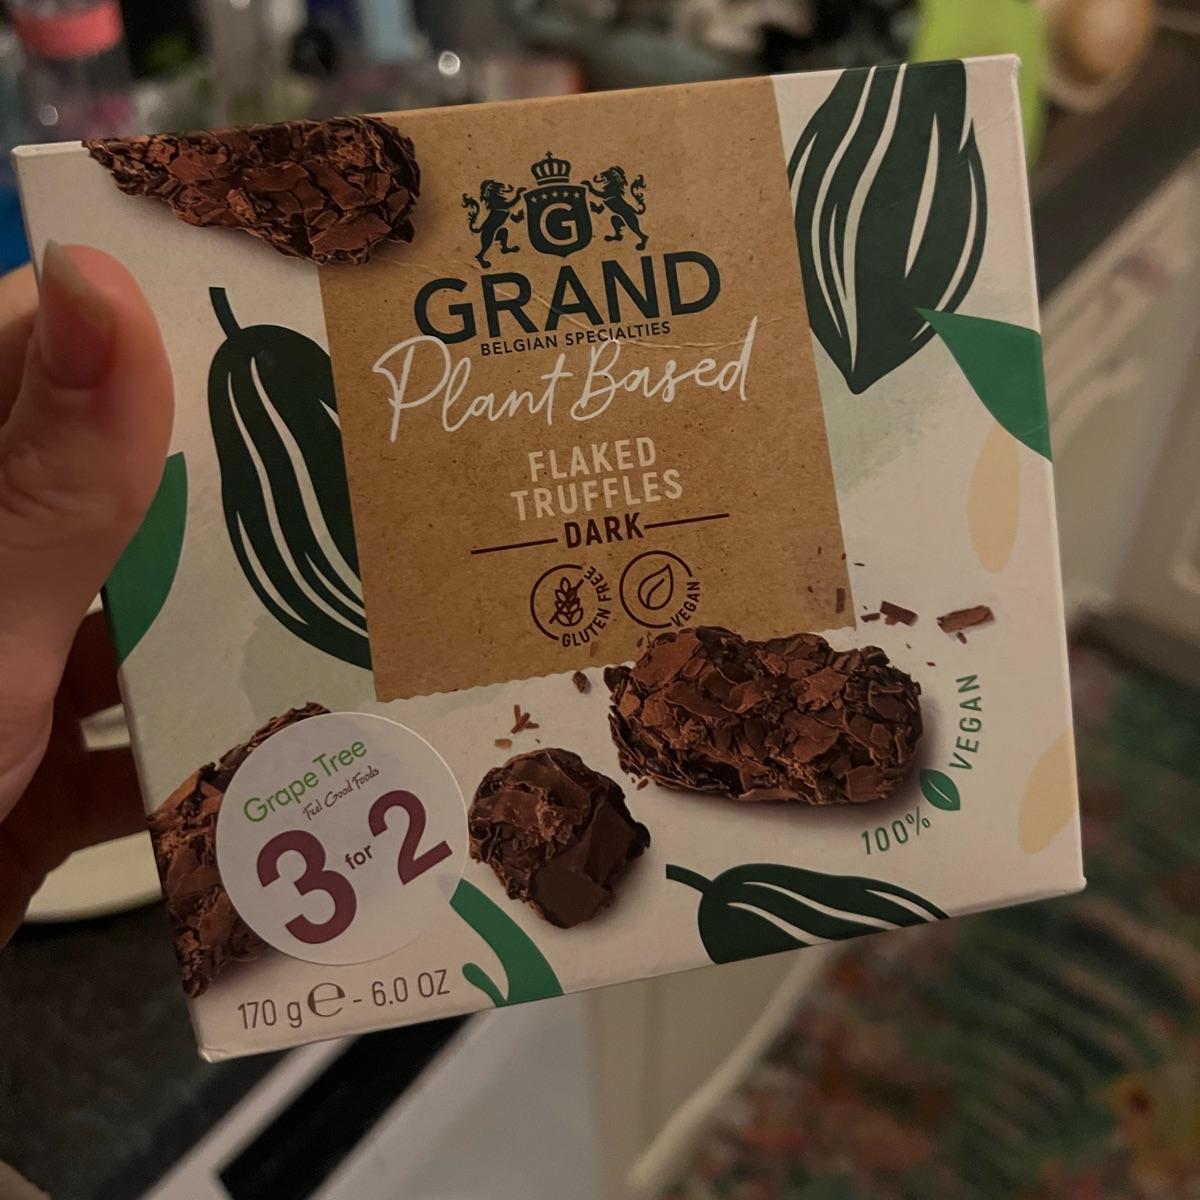 G
GRAND
BELGIAN SPECIALTIES
Plant Based
FLAKED
TRUFFLES
DARK
GLUTEN FREE
VEGAN
100% VEGAN
Grape Tree
Feel Good Foods
3 for 2
170 g e - 6.0 OZ